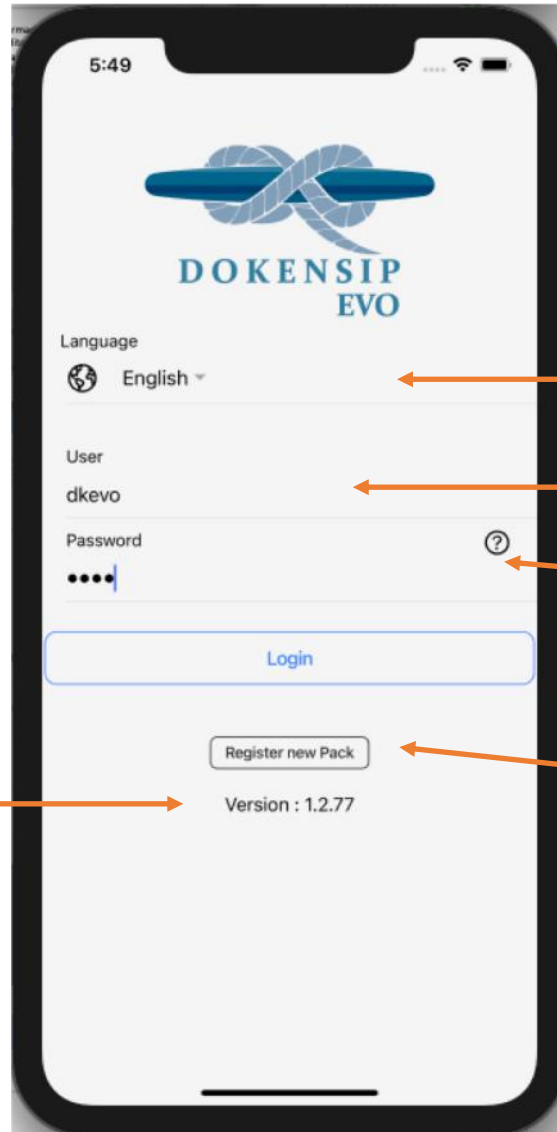 5:49
DOKENSIP
EVO
Language
English
User
dkevo
Password
Login
Register new Pack
Version : 1.2.77